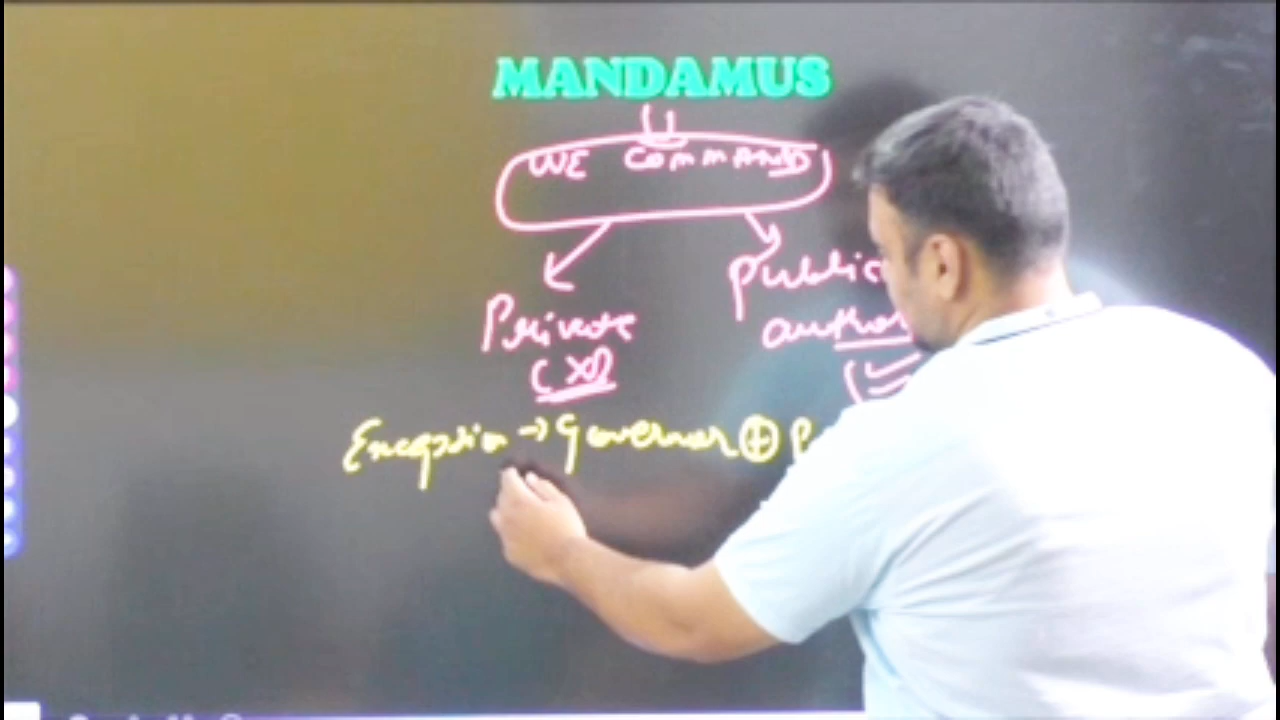 MANDAMUS
WE COMMAND
Public
Private
(X)
Exception → Governor ⊕